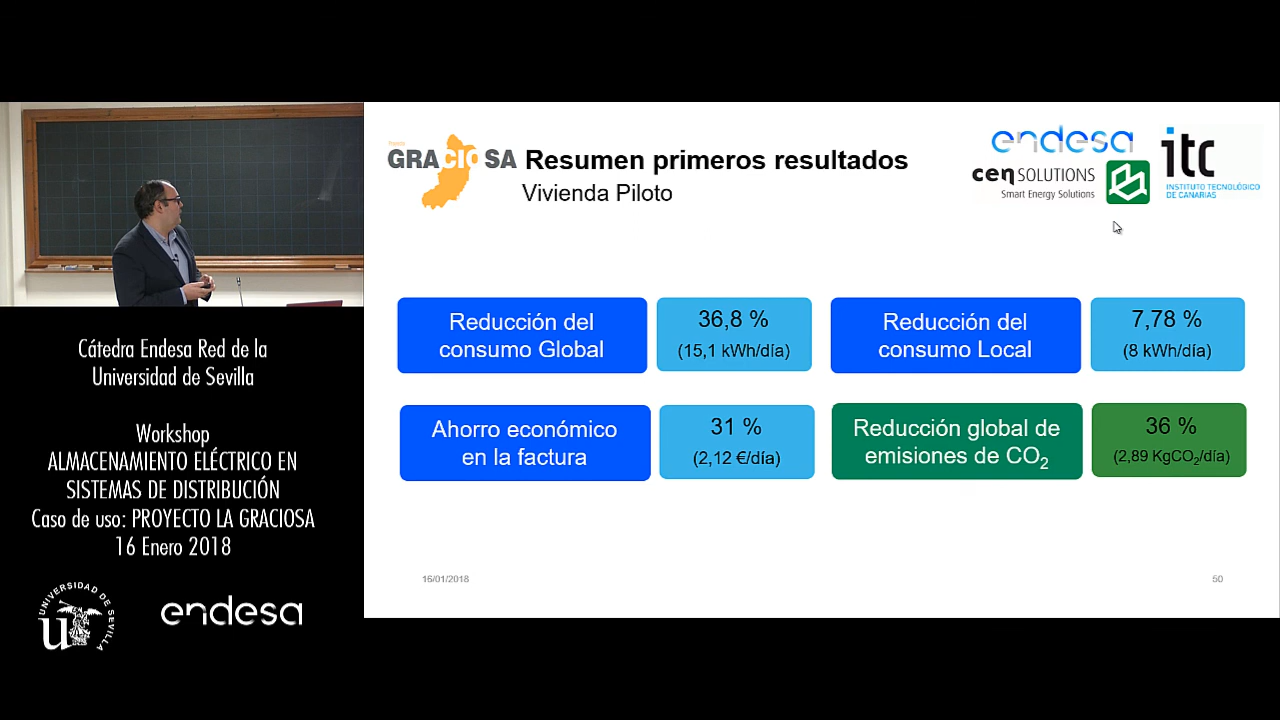 GRACIOSA
Resumen primeros resultados
Vivienda Piloto
endesa
cen SOLUTIONS
Smart Energy Solutions
itc
INSTITUTO TECNOLÓGICO
DE CANARIAS
Reducción del
consumo Global
36,8 %
(15,1 kWh/día)
Reducción del
consumo Local
7,78 %
(8 kWh/día)
Ahorro económico
en la factura
31 %
(2,12 €/día)
Reducción global de
emisiones de CO₂
36 %
(2,89 KgCO₂/día)
16/01/2018
50
Cátedra Endesa Red de la
Universidad de Sevilla
Workshop
ALMACENAMIENTO ELÉCTRICO EN
SISTEMAS DE DISTRIBUCIÓN
Caso de uso: PROYECTO LA GRACIOSA
16 Enero 2018
UNIVERSIDAD DE SEVILLA
endesa